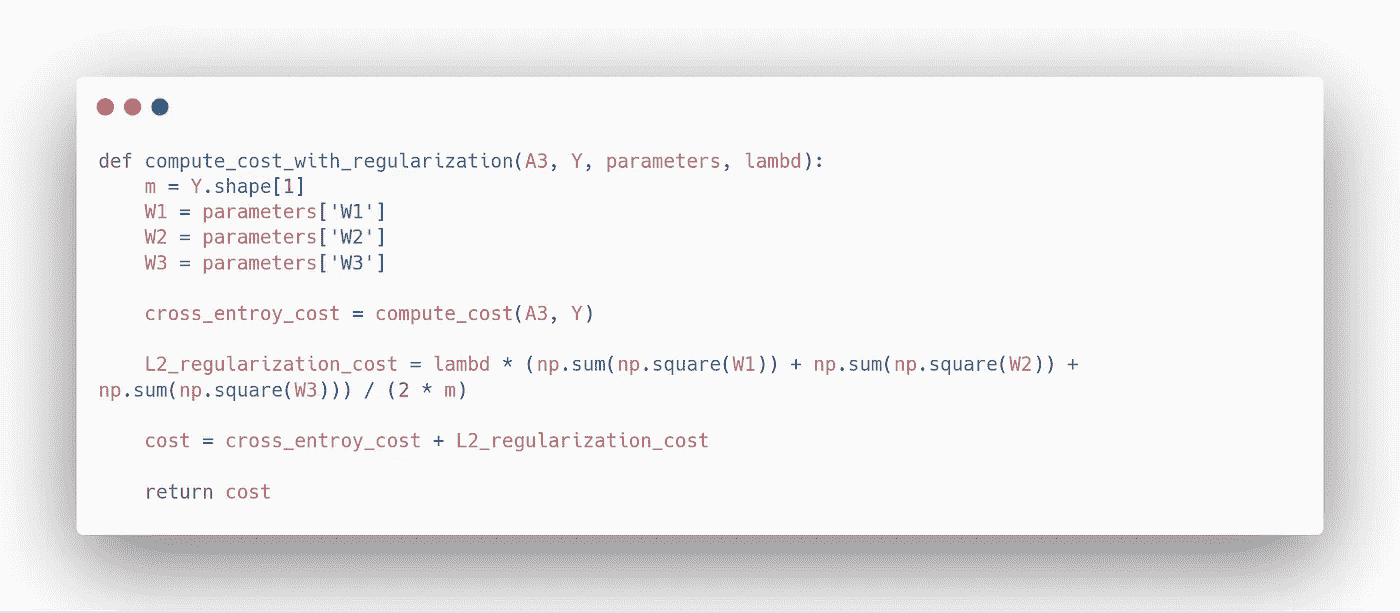 def compute_cost_with_regularization(A3, Y, parameters, lambd):
    m = Y.shape[1]
    W1 = parameters['W1']
    W2 = parameters['W2']
    W3 = parameters['W3']
    cross_entroy_cost = compute_cost(A3, Y)
    L2_regularization_cost = lambd * (np.sum(np.square(W1)) + np.sum(np.square(W2)) +
np.sum(np.square(W3))) / (2 * m)
    cost = cross_entroy_cost + L2_regularization_cost
    return cost